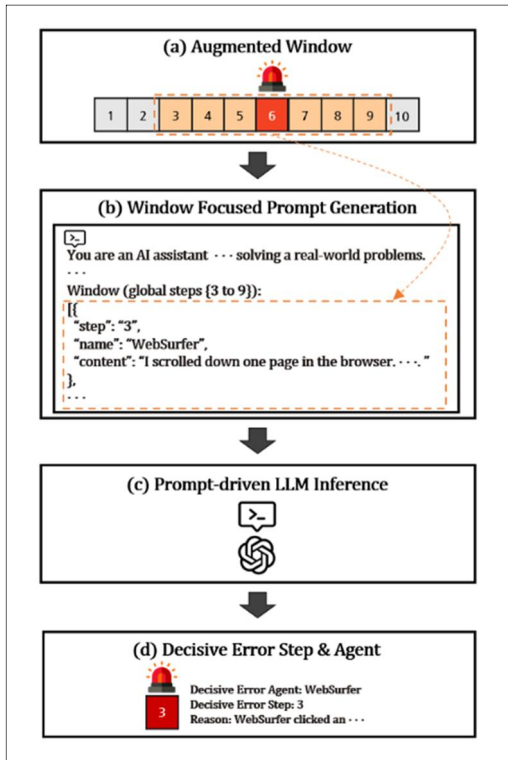 (a) Augmented Window
1 2 3 4 5 6 7 8 9 10
(b) Window Focused Prompt Generation
>_
You are an AI assistant ··· solving a real-world problems.
···
Window (global steps {3 to 9}):
[{
"step": "3",
"name": "WebSurfer",
"content": "I scrolled down one page in the browser. ···. "
},
···
(c) Prompt-driven LLM Inference
>_
(d) Decisive Error Step & Agent
3
Decisive Error Agent: WebSurfer
Decisive Error Step: 3
Reason: WebSurfer clicked an ···